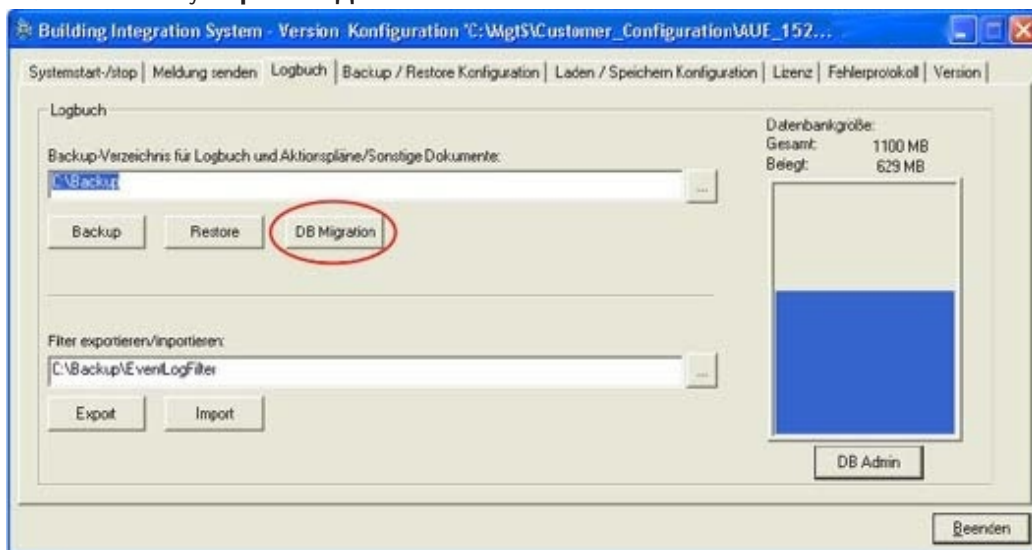 Building Integration System - Version Konfiguration 'C:\MgtS\Customer_Configuration\AUE_152...
Systemstart-/stop Meldung senden Logbuch Backup / Restore Konfiguration Laden / Speichern Konfiguration Lizenz Fehlerprotokoll Version
Logbuch
Datenbankgröße:
Gesamt: 1100 MB
Belegt: 629 MB
Backup-Verzeichnis für Logbuch und Aktionspläne/Sonstige Dokumente:
C:\Backup
...
Backup Restore DB Migration
Filter exportieren/inportieren:
C:\Backup\EventLogFilter
...
Export Import
DB Admin
Beenden